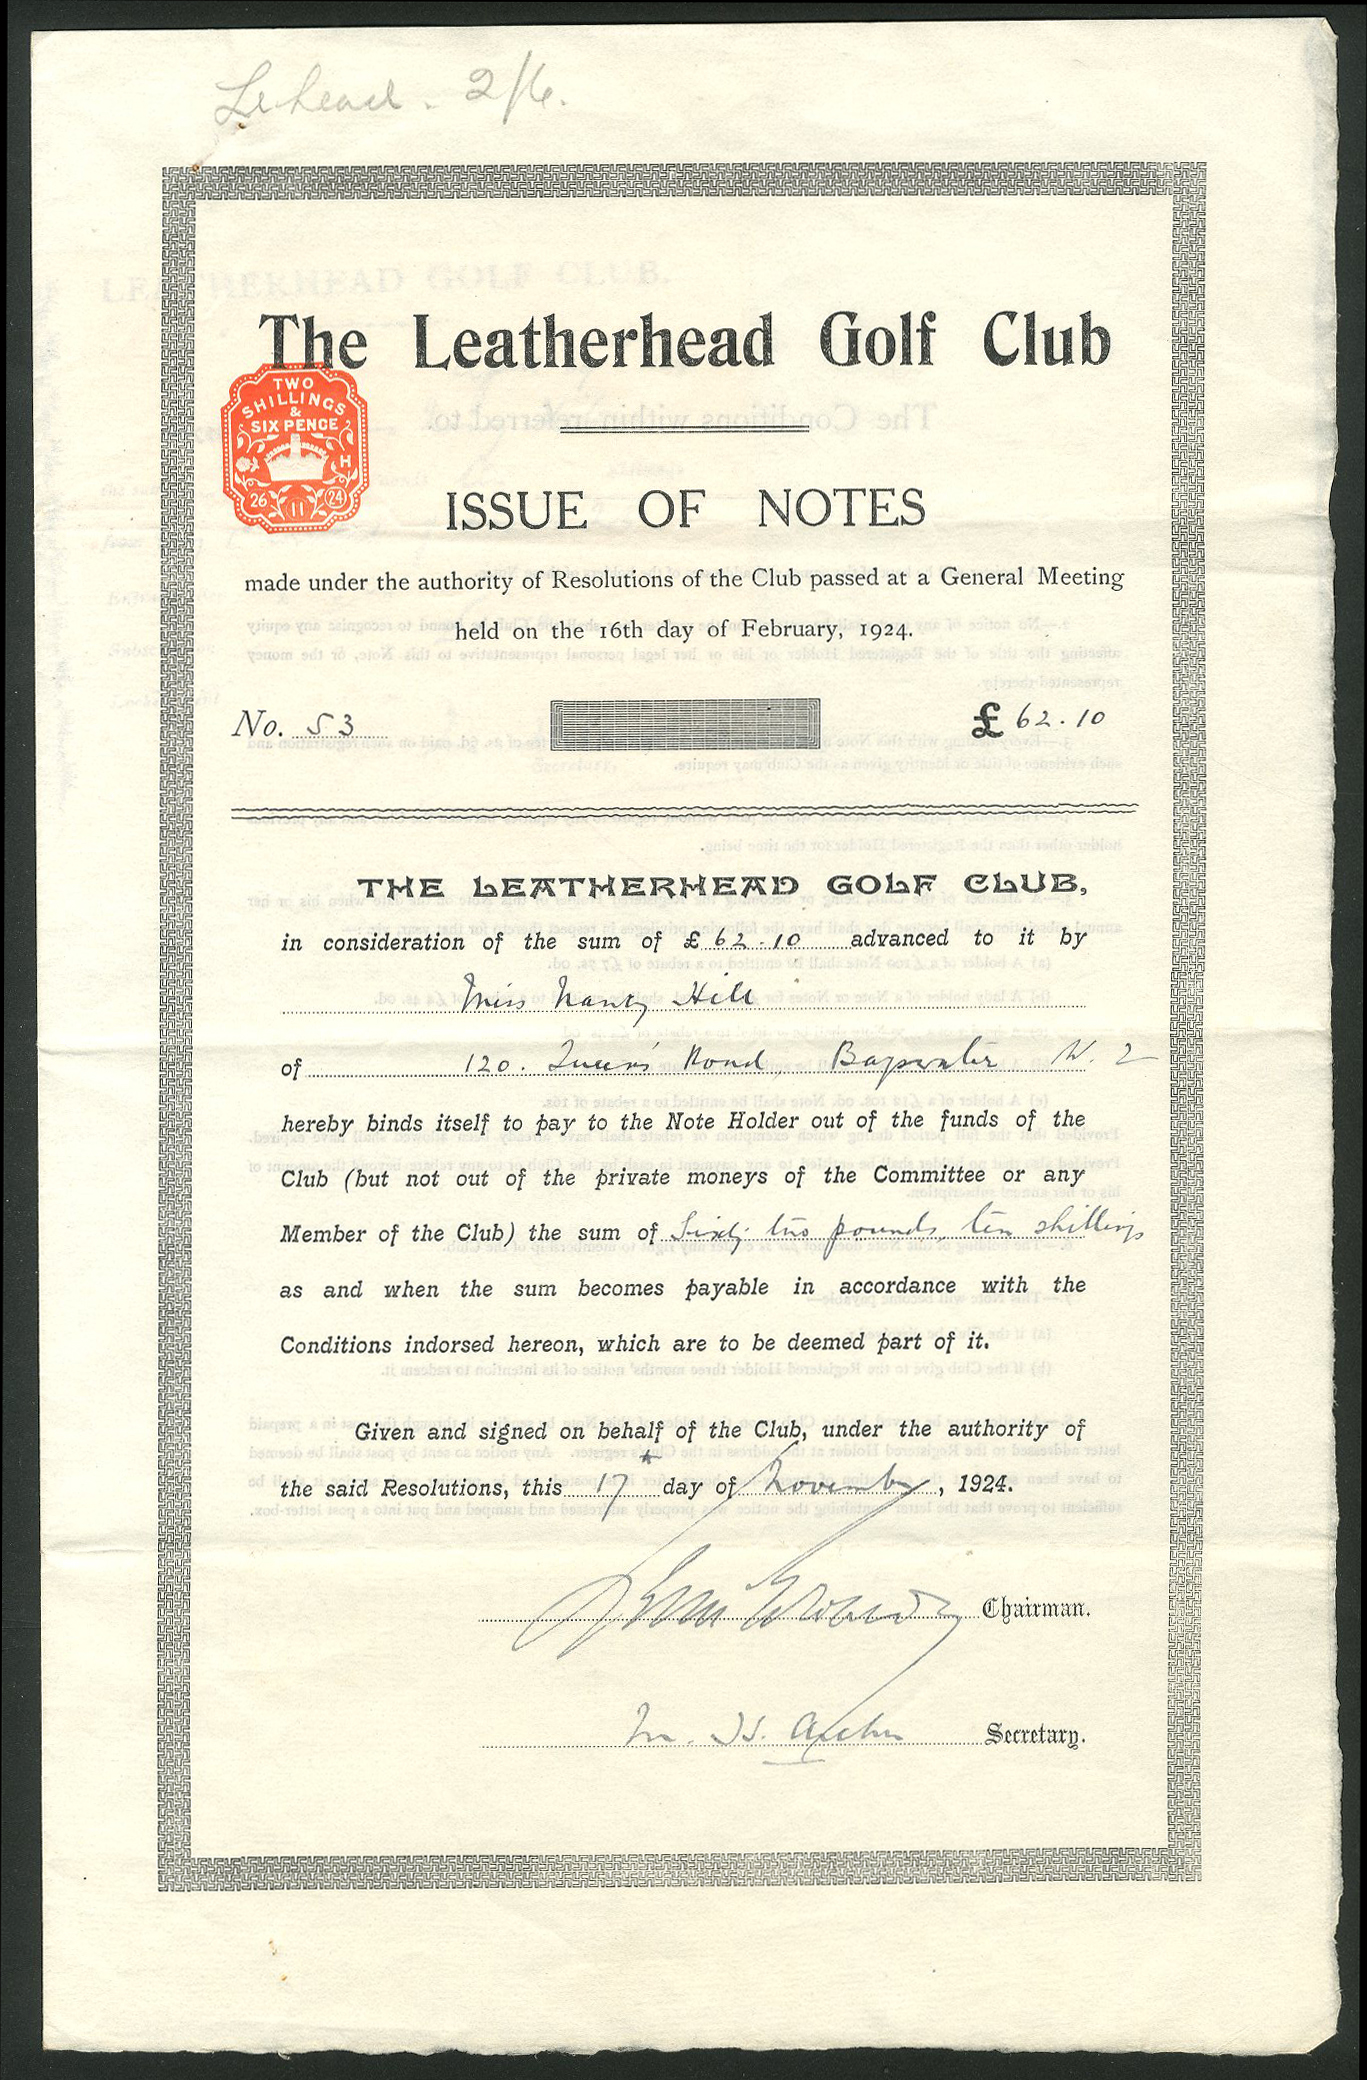 Lehead. 2/6.
The Leatherhead Golf Club
TWO
SHILLINGS
&
SIX PENCE
H
26 11 24
ISSUE OF NOTES
made under the authority of Resolutions of the Club passed at a General Meeting
held on the 16th day of February, 1924.
No. 53 £ 62.10
THE LEATHERHEAD GOLF CLUB,
in consideration of the sum of £ 62.10 advanced to it by
Miss Nancy Hill
of 120. Queen's Road, Bayswater W. 2
hereby binds itself to pay to the Note Holder out of the funds of the
Club (but not out of the private moneys of the Committee or any
Member of the Club) the sum of Sixty two pounds, ten shillings
as and when the sum becomes payable in accordance with the
Conditions indorsed hereon, which are to be deemed part of it.
Given and signed on behalf of the Club, under the authority of
the said Resolutions, this 17th day of November, 1924.
Chairman.
Secretary.